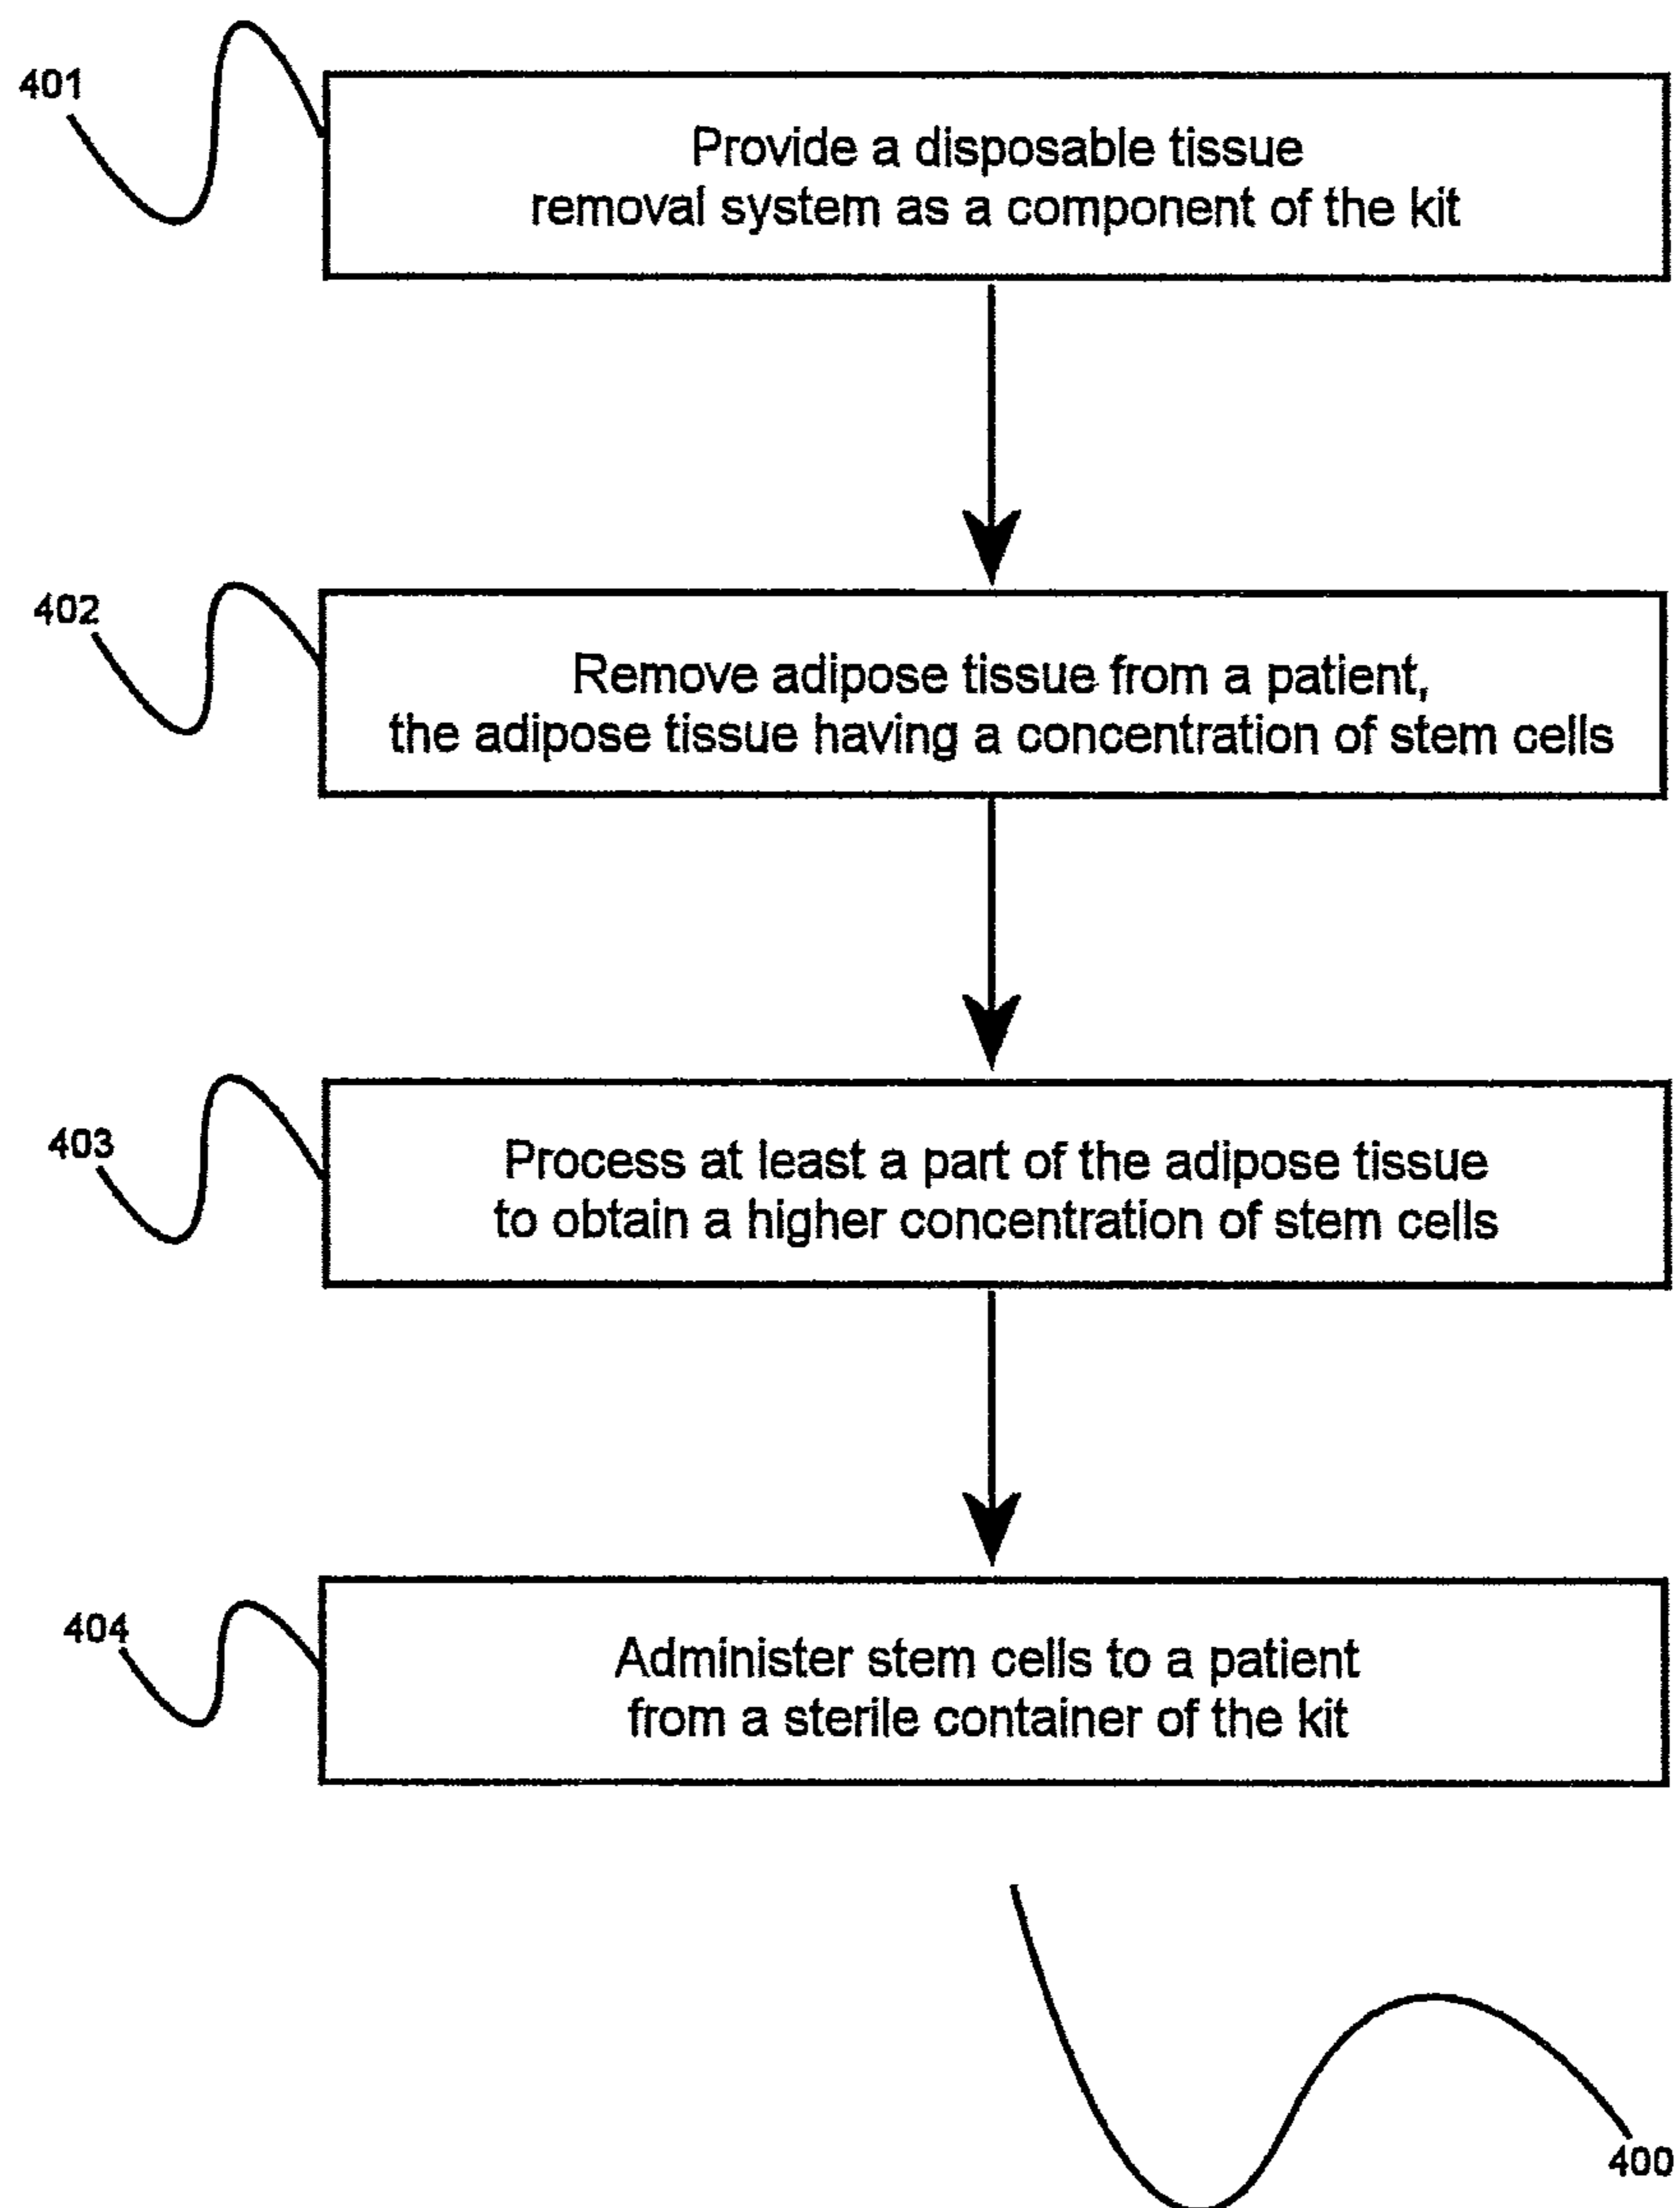 401
Provide a disposable tissue
removal system as a component of the kit
402
Remove adipose tissue from a patient,
the adipose tissue having a concentration of stem cells
403
Process at least a part of the adipose tissue
to obtain a higher concentration of stem cells
404
Administer stem cells to a patient
from a sterile container of the kit
400